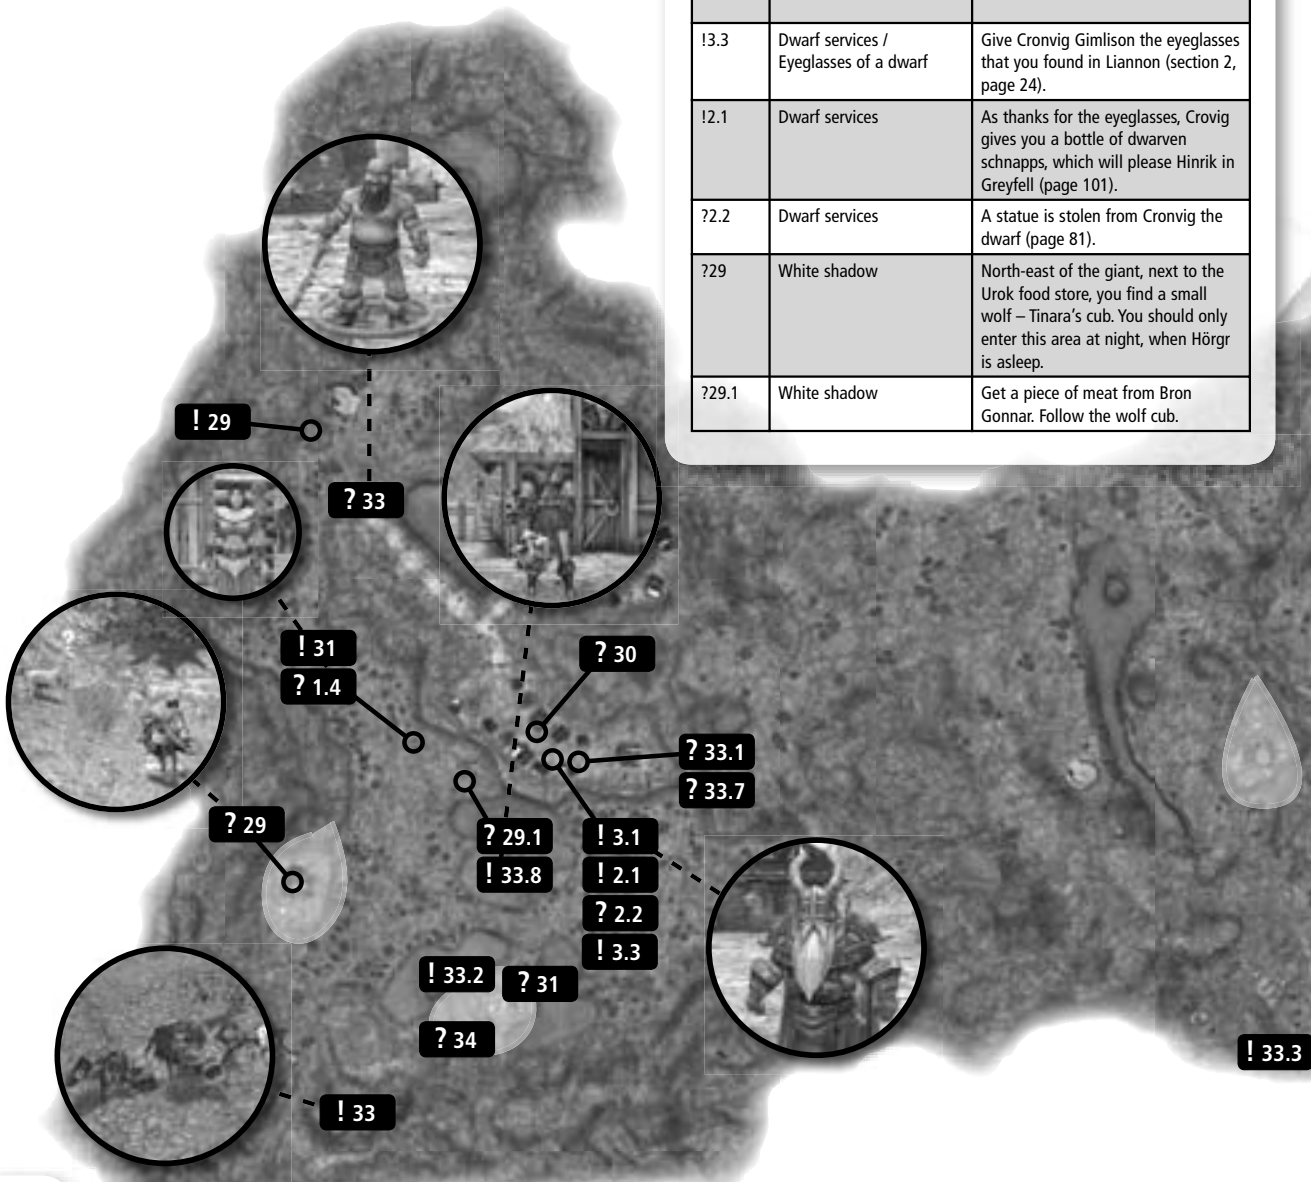 !3.3 Dwarf services / Give Cronvig Gimlison the eyeglasses
Eyeglasses of a dwarf that you found in Liannon (section 2,
page 24).
!2.1 Dwarf services As thanks for the eyeglasses, Crovig
gives you a bottle of dwarven
schnapps, which will please Hinrik in
Greyfell (page 101).
?2.2 Dwarf services A statue is stolen from Cronvig the
dwarf (page 81).
?29 White shadow North-east of the giant, next to the
Urok food store, you find a small
wolf – Tinara's cub. You should only
enter this area at night, when Hörgr
is asleep.
?29.1 White shadow Get a piece of meat from Bron
Gonnar. Follow the wolf cub.
! 29
? 33
! 31
? 1.4
? 30
? 33.1
? 33.7
? 29
? 29.1
! 33.8
! 3.1
! 2.1
? 2.2
! 3.3
! 33.2
? 31
? 34
! 33.3
! 33